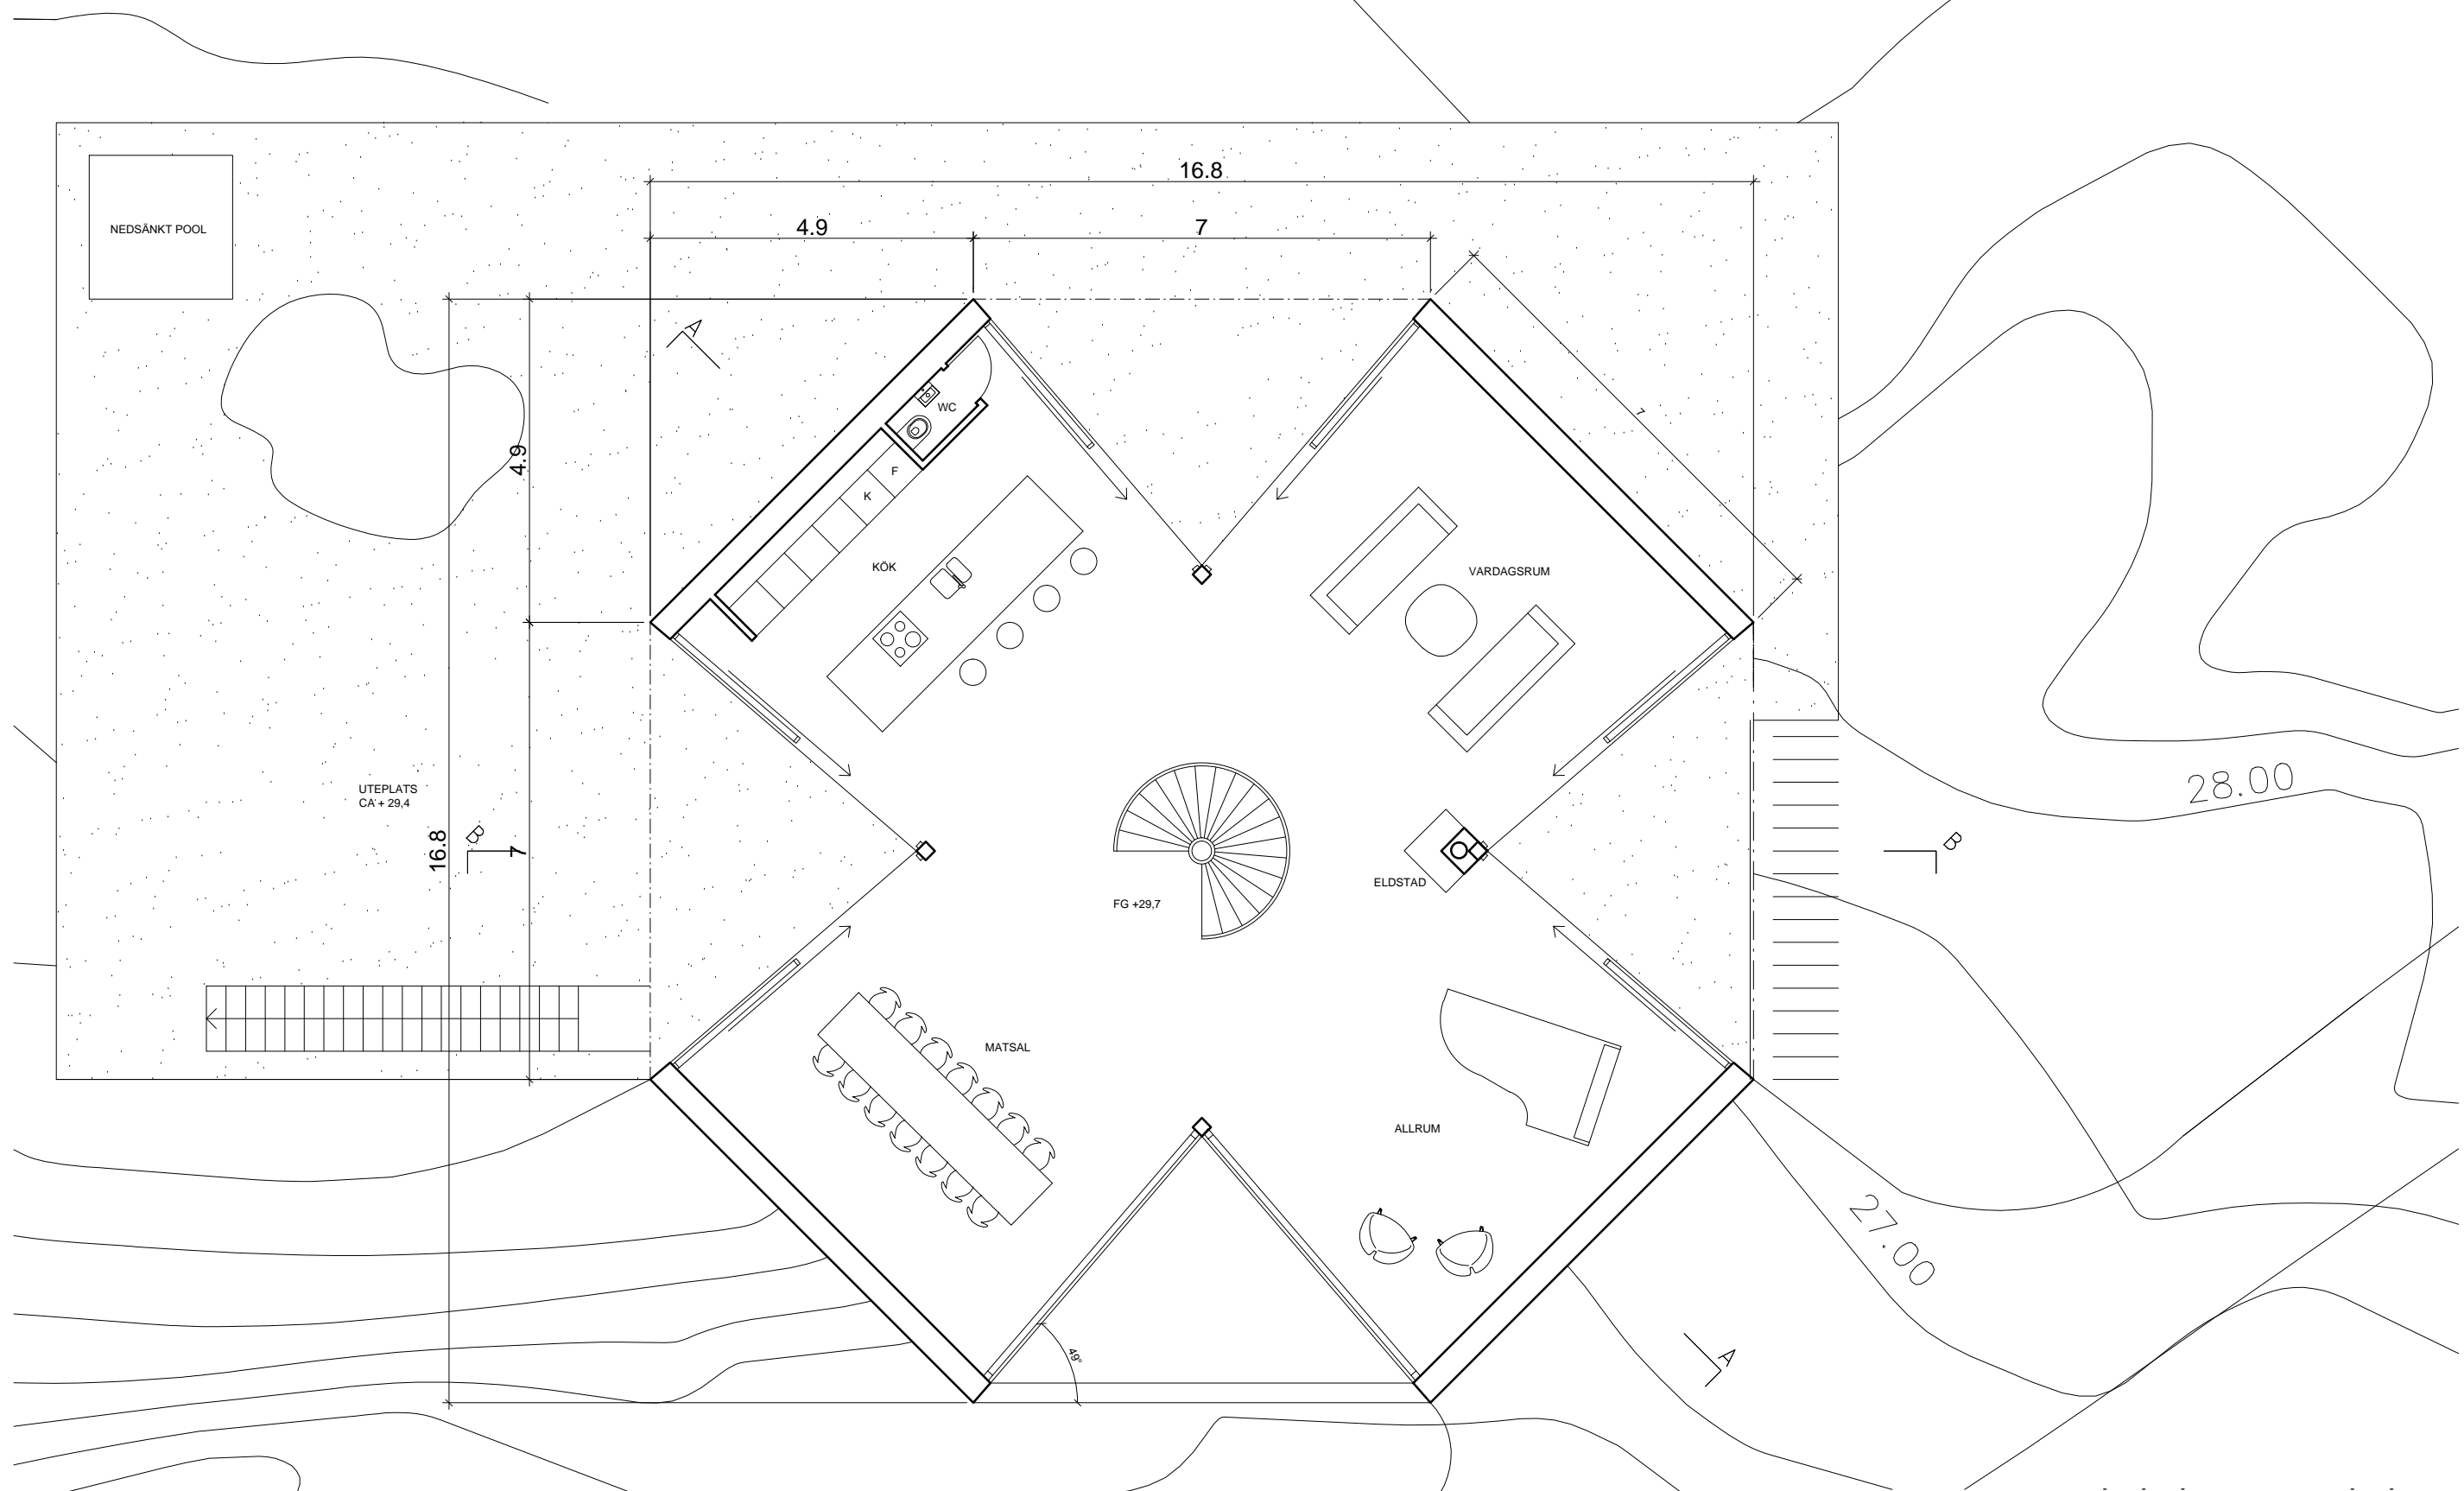 16.8
4.9
7
NEDSÄNKT POOL
A
WC
7
4.9
F
K
KÖK
VARDAGSRUM
28.00
UTEPLATS
CA + 29,4
16.8
B
7
B
ELDSTAD
FG +29,7
MATSAL
ALLRUM
27.00
49°
A